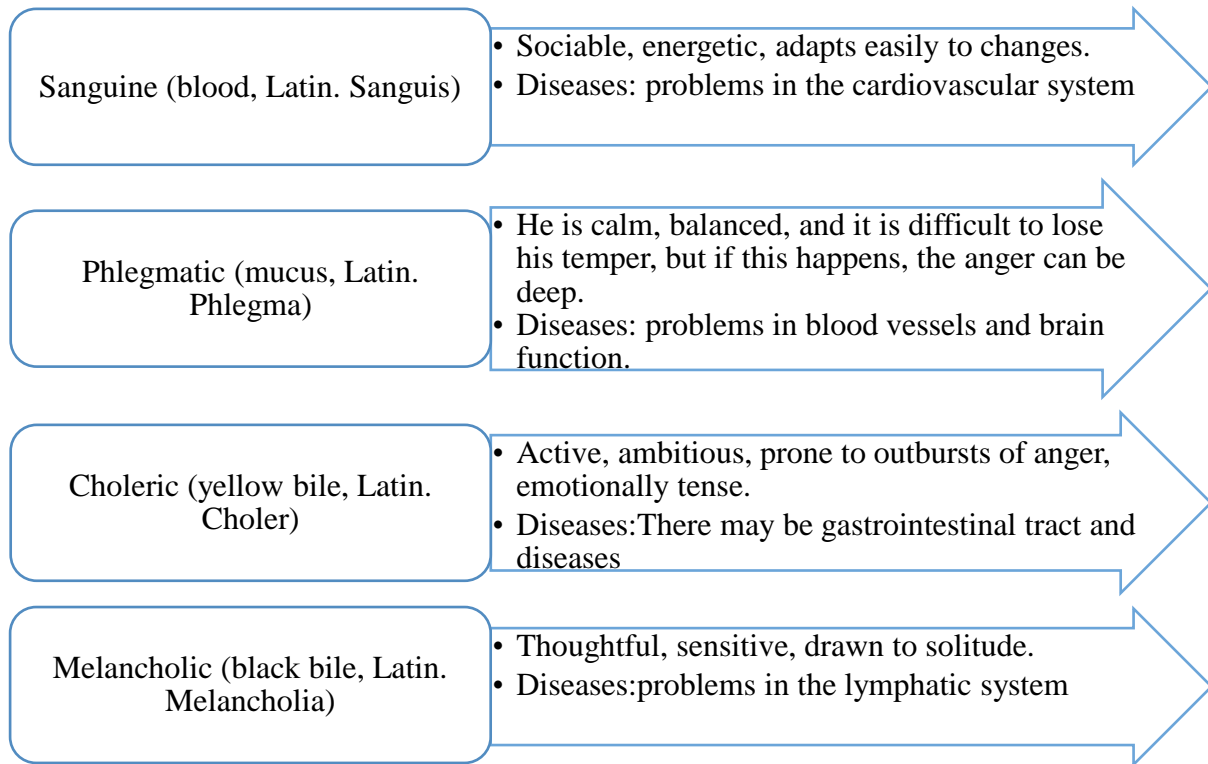 Sanguine (blood, Latin. Sanguis)
• Sociable, energetic, adapts easily to changes.
• Diseases: problems in the cardiovascular system
Phlegmatic (mucus, Latin.
Phlegma)
• He is calm, balanced, and it is difficult to lose
his temper, but if this happens, the anger can be
deep.
• Diseases: problems in blood vessels and brain
function.
Choleric (yellow bile, Latin.
Choler)
• Active, ambitious, prone to outbursts of anger,
emotionally tense.
• Diseases:There may be gastrointestinal tract and
diseases
Melancholic (black bile, Latin.
Melancholia)
• Thoughtful, sensitive, drawn to solitude.
• Diseases:problems in the lymphatic system